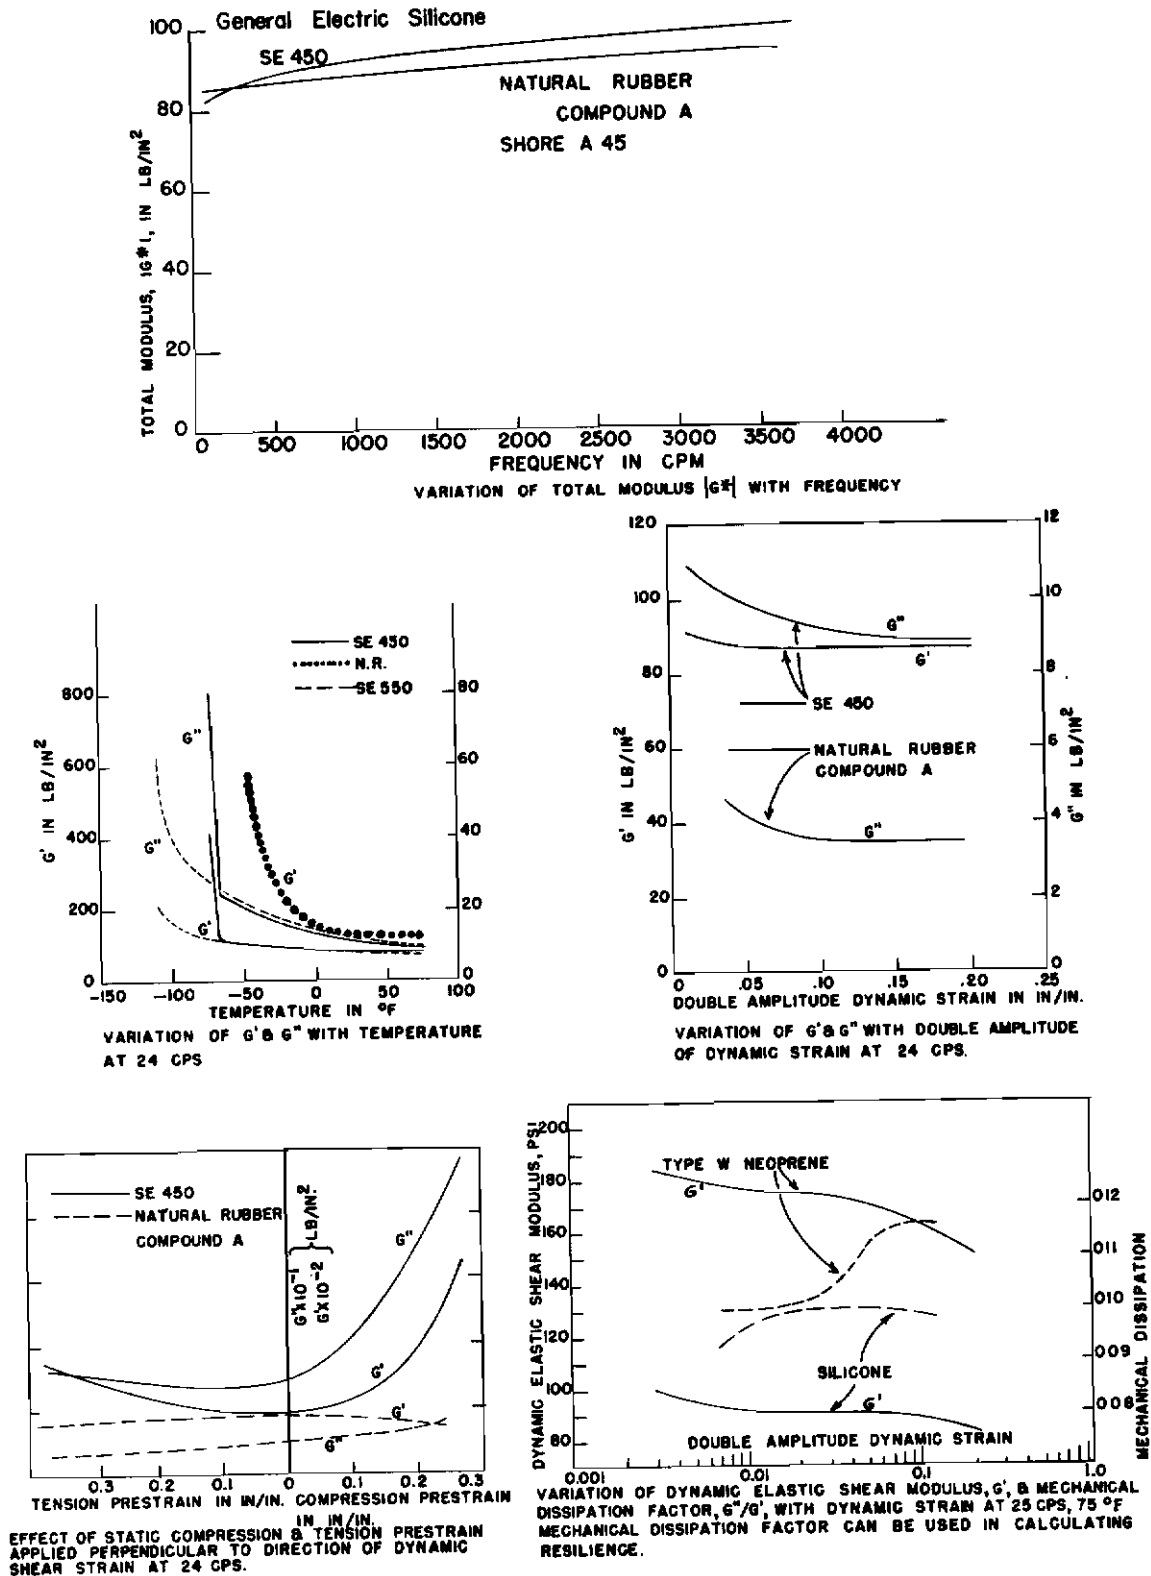 General Electric Silicone
SE 450
NATURAL RUBBER
COMPOUND A
SHORE A 45
TOTAL MODULUS, IG*I, IN LB/IN2
100
80
60
40
20
0
0 500 1000 1500 2000 2500 3000 3500 4000
FREQUENCY IN CPM
VARIATION OF TOTAL MODULUS |G*| WITH FREQUENCY
SE 450
N.R.
SE 550
G' IN LB/IN2
800
600
400
200
0
80
60
40
20
0
G"
G"
G'
G'
-150 -100 -50 0 50 100
TEMPERATURE IN °F
VARIATION OF G' & G" WITH TEMPERATURE
AT 24 CPS
120
100
80
60
40
20
0
G' IN LB/IN2
12
10
8
6
4
2
0
G" IN LB/IN2
G"
G'
SE 450
NATURAL RUBBER
COMPOUND A
G"
0 .05 .10 .15 .20 .25
DOUBLE AMPLITUDE DYNAMIC STRAIN IN IN/IN.
VARIATION OF G' & G" WITH DOUBLE AMPLITUDE
OF DYNAMIC STRAIN AT 24 CPS.
SE 450
NATURAL RUBBER
COMPOUND A
G"X10-1
G'X10-2
LB/IN.2
G"
G'
G'
G"
0.3 0.2 0.1 0 0.1 0.2 0.3
TENSION PRESTRAIN IN IN/IN. COMPRESSION PRESTRAIN
IN IN/IN.
EFFECT OF STATIC COMPRESSION & TENSION PRESTRAIN
APPLIED PERPENDICULAR TO DIRECTION OF DYNAMIC
SHEAR STRAIN AT 24 CPS.
DYNAMIC ELASTIC SHEAR MODULUS, PSI
200
180
160
140
130
100
80
TYPE W NEOPRENE
G'
SILICONE
G'
012
011
010
009
008
MECHANICAL DISSIPATION
DOUBLE AMPLITUDE DYNAMIC STRAIN
0.001 0.01 0.1 1.0
VARIATION OF DYNAMIC ELASTIC SHEAR MODULUS, G', & MECHANICAL
DISSIPATION FACTOR, G"/G', WITH DYNAMIC STRAIN AT 25 CPS, 75 °F
MECHANICAL DISSIPATION FACTOR CAN BE USED IN CALCULATING
RESILIENCE.